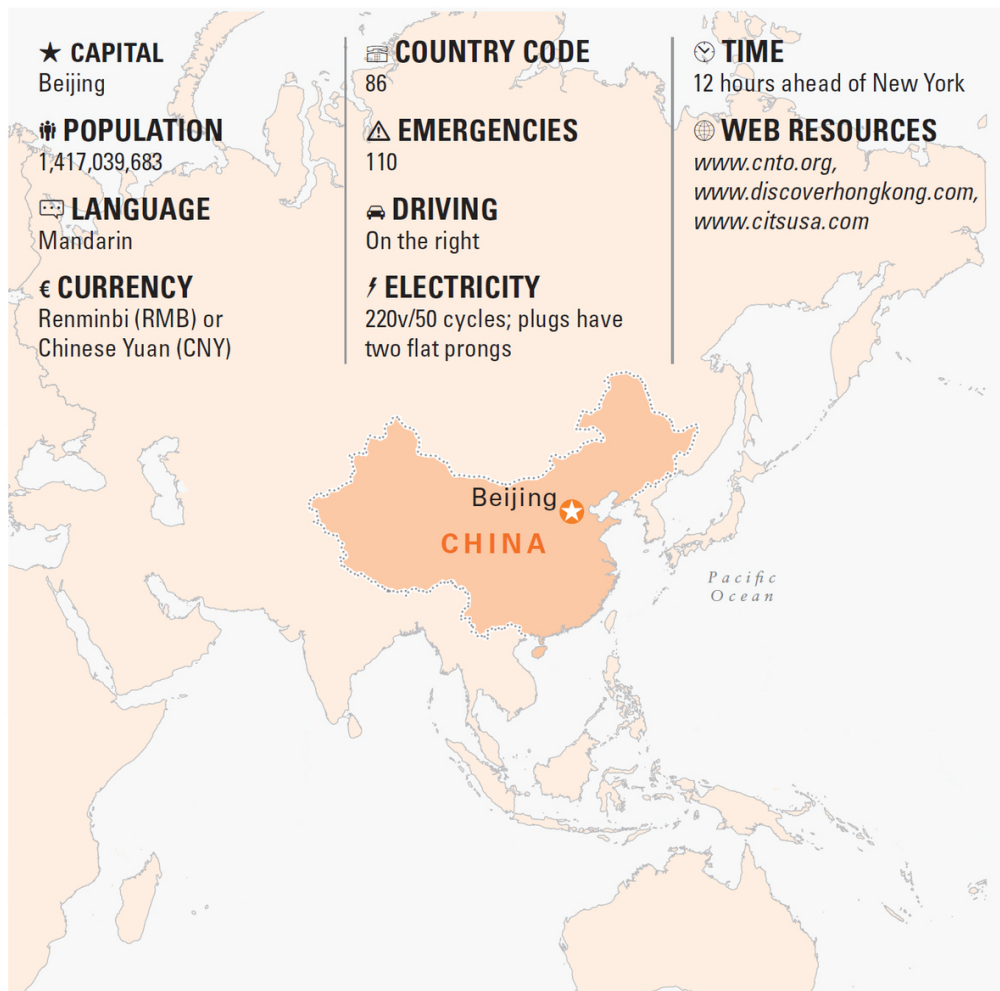 CAPITAL
Beijing
POPULATION
1,417,039,683
LANGUAGE
Mandarin
€ CURRENCY
Renminbi (RMB) or
Chinese Yuan (CNY)
COUNTRY CODE
86
EMERGENCIES
110
DRIVING
On the right
ELECTRICITY
220v/50 cycles; plugs have
two flat prongs
TIME
12 hours ahead of New York
WEB RESOURCES
www.cnto.org,
www.discoverhongkong.com,
www.citsusa.com
Beijing
CHINA
Pacific
Ocean